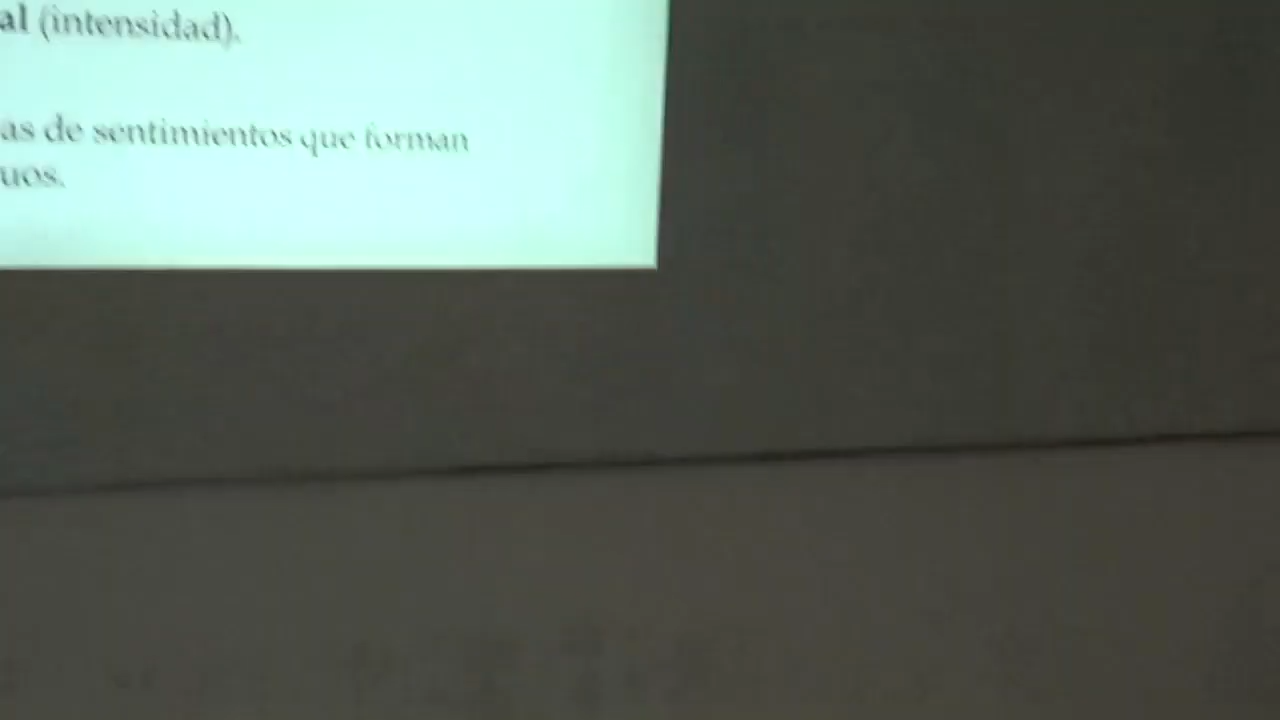 al (intensidad).
as de sentimientos que forman
uos.